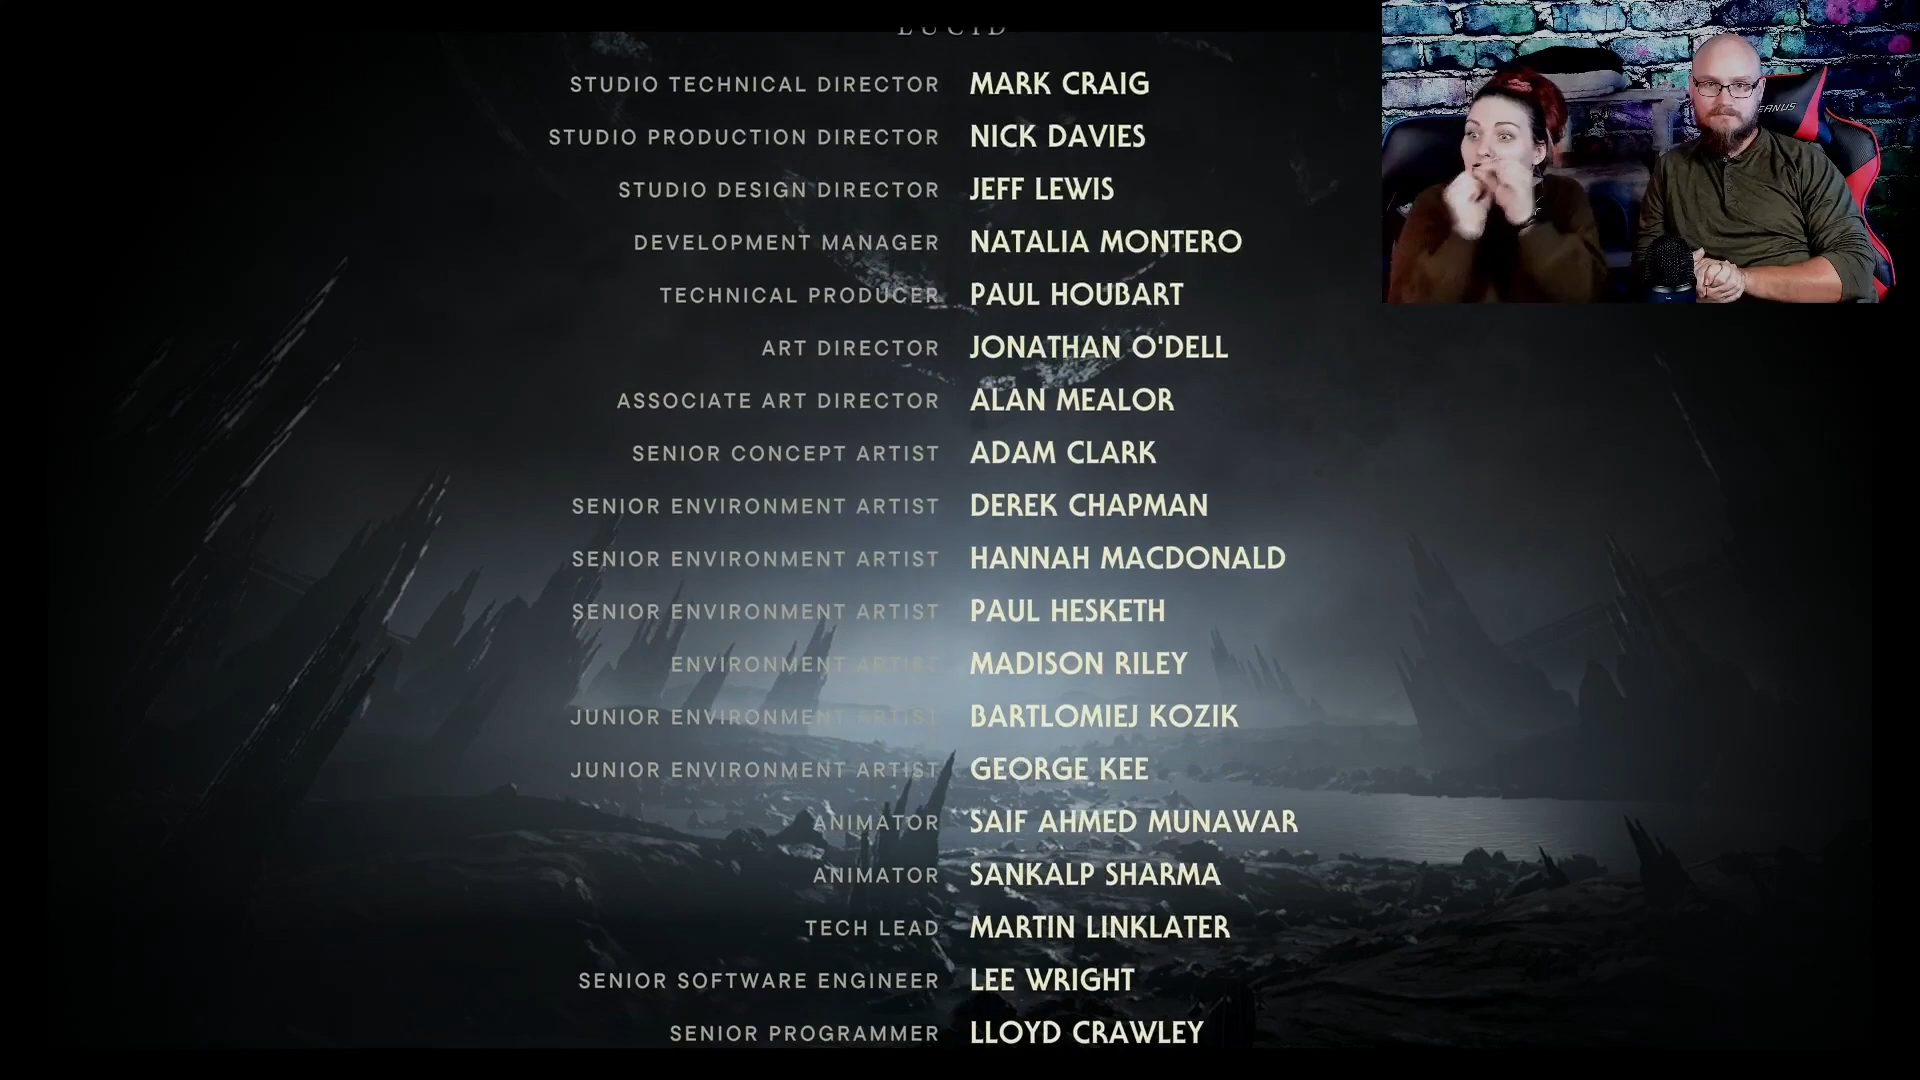 LUCID
STUDIO TECHNICAL DIRECTOR MARK CRAIG
STUDIO PRODUCTION DIRECTOR NICK DAVIES
STUDIO DESIGN DIRECTOR JEFF LEWIS
DEVELOPMENT MANAGER NATALIA MONTERO
TECHNICAL PRODUCER PAUL HOUBART
ART DIRECTOR JONATHAN O'DELL
ASSOCIATE ART DIRECTOR ALAN MEALOR
SENIOR CONCEPT ARTIST ADAM CLARK
SENIOR ENVIRONMENT ARTIST DEREK CHAPMAN
SENIOR ENVIRONMENT ARTIST HANNAH MACDONALD
SENIOR ENVIRONMENT ARTIST PAUL HESKETH
ENVIRONMENT ARTIST MADISON RILEY
JUNIOR ENVIRONMENT ARTIST BARTLOMIEJ KOZIK
JUNIOR ENVIRONMENT ARTIST GEORGE KEE
ANIMATOR SAIF AHMED MUNAWAR
ANIMATOR SANKALP SHARMA
TECH LEAD MARTIN LINKLATER
SENIOR SOFTWARE ENGINEER LEE WRIGHT
SENIOR PROGRAMMER LLOYD CRAWLEY